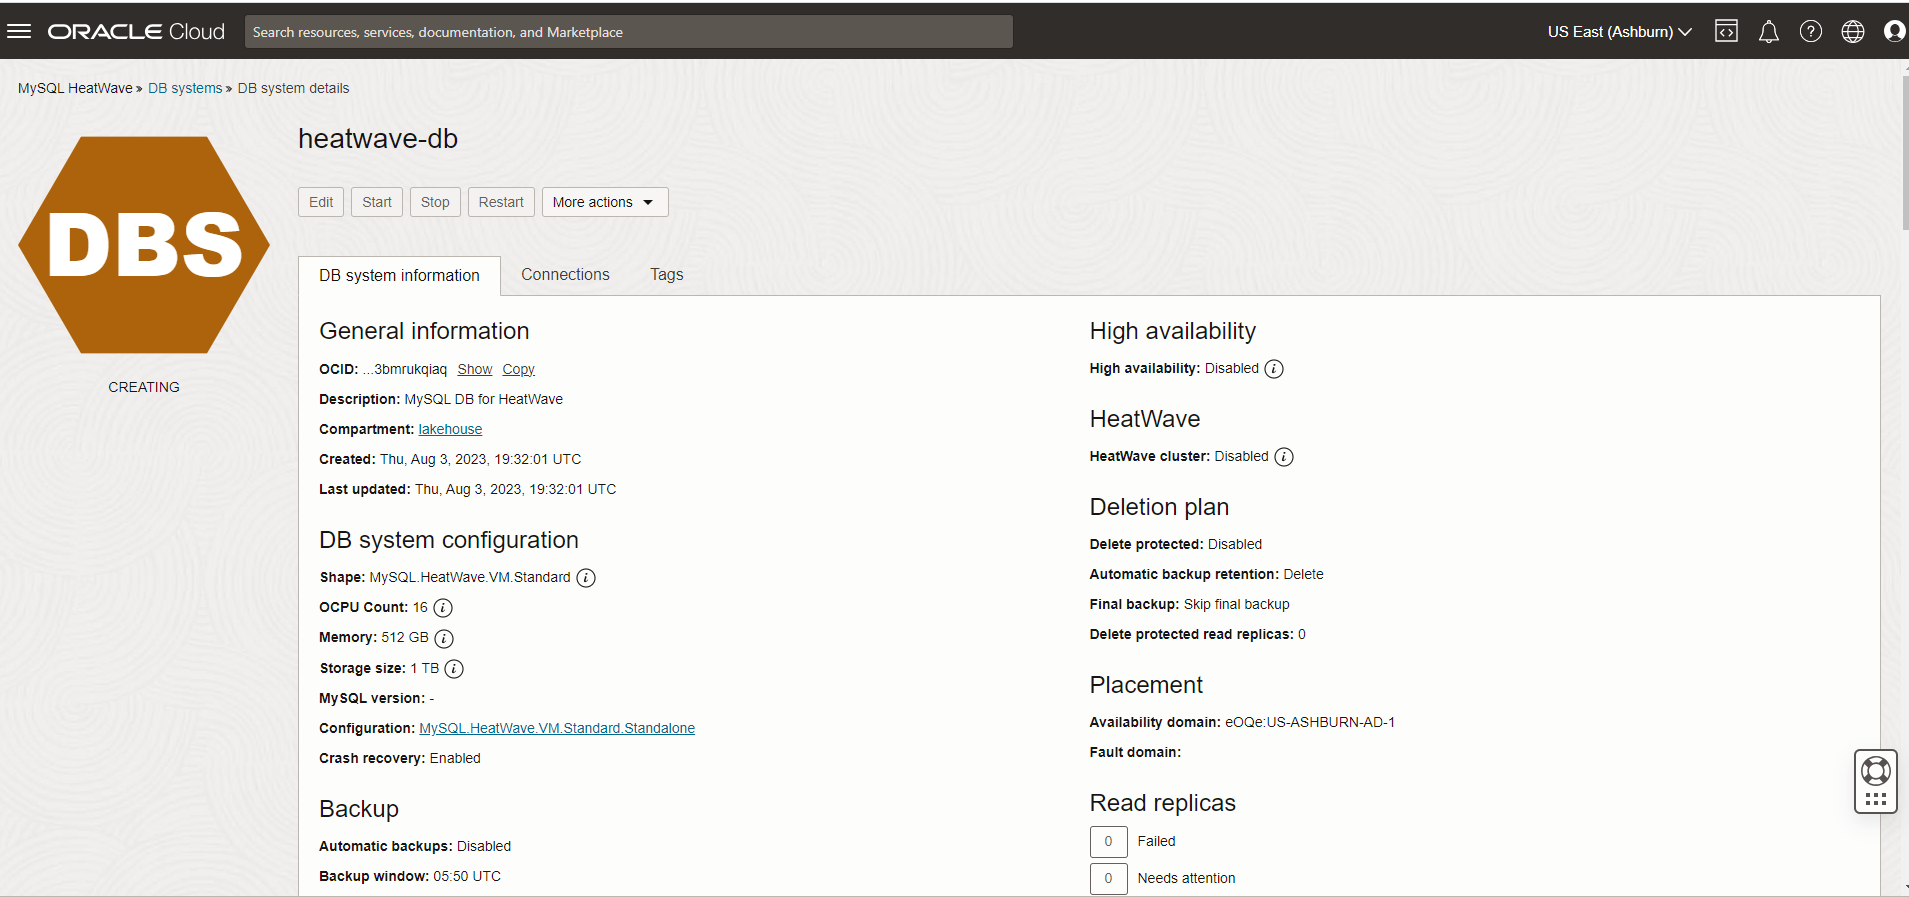 ORACLE Cloud
Search resources, services, documentation, and Marketplace
US East (Ashburn)
MySQL HeatWave » DB systems » DB system details
DBS
CREATING
heatwave-db
Edit
Start
Stop
Restart
More actions
DB system information
Connections
Tags
General information
OCID: ...3bmrukqiaq Show Copy
Description: MySQL DB for HeatWave
Compartment: lakehouse
Created: Thu, Aug 3, 2023, 19:32:01 UTC
Last updated: Thu, Aug 3, 2023, 19:32:01 UTC
DB system configuration
Shape: MySQL.HeatWave.VM.Standard
OCPU Count: 16
Memory: 512 GB
Storage size: 1 TB
MySQL version: -
Configuration: MySQL.HeatWave.VM.Standard.Standalone
Crash recovery: Enabled
Backup
Automatic backups: Disabled
Backup window: 05:50 UTC
High availability
High availability: Disabled
HeatWave
HeatWave cluster: Disabled
Deletion plan
Delete protected: Disabled
Automatic backup retention: Delete
Final backup: Skip final backup
Delete protected read replicas: 0
Placement
Availability domain: eOQe:US-ASHBURN-AD-1
Fault domain:
Read replicas
0 Failed
0 Needs attention